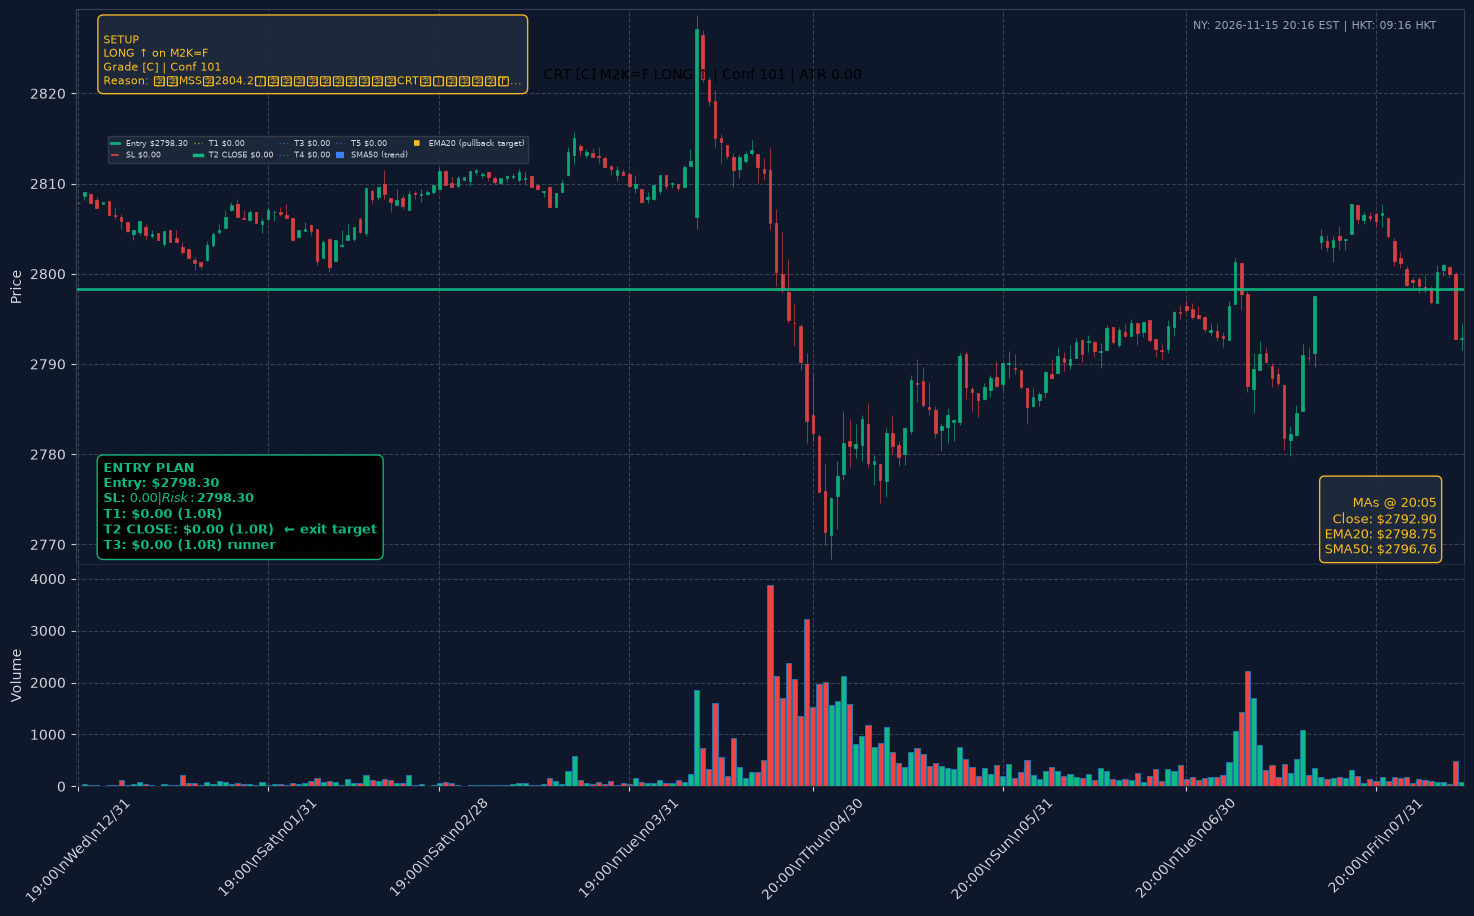 NY: 2026-11-15 20:16 EST | HKT: 09:16 HKT
SETUP
LONG ↑ on M2K=F
Grade [C] | Conf 101
Reason: MSS 2804.2 CRT T T...
CRT [C] M2K=F LONG | Conf 101 | ATR 0.00
Entry $2798.30
SL $0.00
T1 $0.00
T2 CLOSE $0.00
T3 $0.00
T4 $0.00
T5 $0.00
SMA50 (trend)
EMA20 (pullback target)
Price
2820
2810
2800
2790
2780
2770
ENTRY PLAN
Entry: $2798.30
SL: 0.00|Risk:2798.30
T1: $0.00 (1.0R)
T2 CLOSE: $0.00 (1.0R) ← exit target
T3: $0.00 (1.0R) runner
MAs @ 20:05
Close: $2792.90
EMA20: $2798.75
SMA50: $2796.76
Volume
4000
3000
2000
1000
0
19:00\nWed\n12/31
19:00\nSat\n01/31
19:00\nSat\n02/28
19:00\nTue\n03/31
20:00\nThu\n04/30
20:00\nSun\n05/31
20:00\nTue\n06/30
20:00\nFri\n07/31